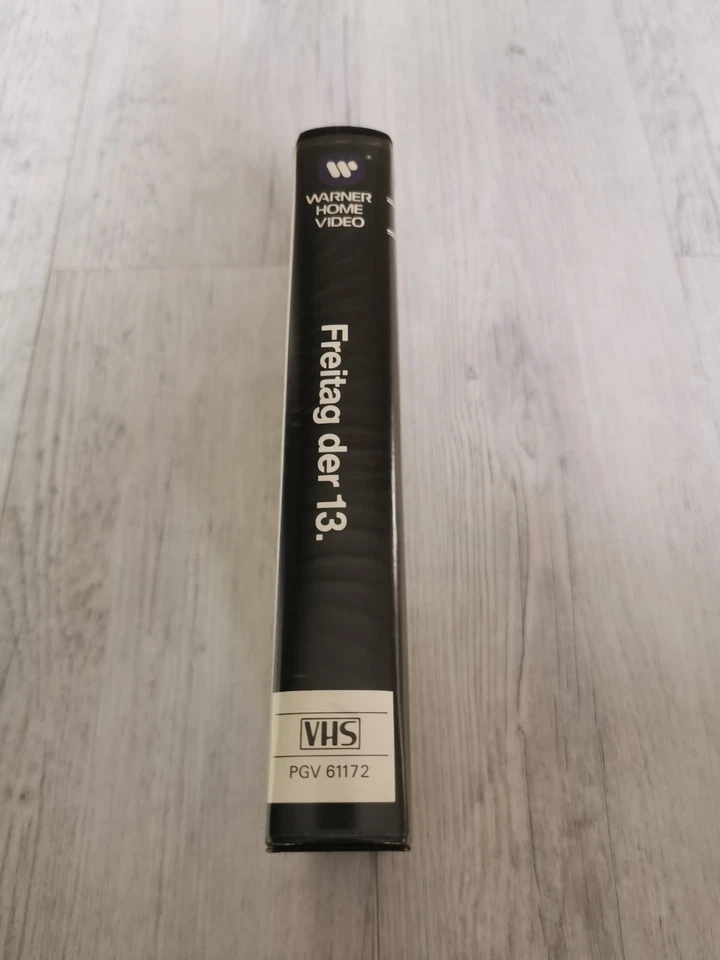 WARNER
HOME
VIDEO
Freitag der 13.
VHS
PGV 61172